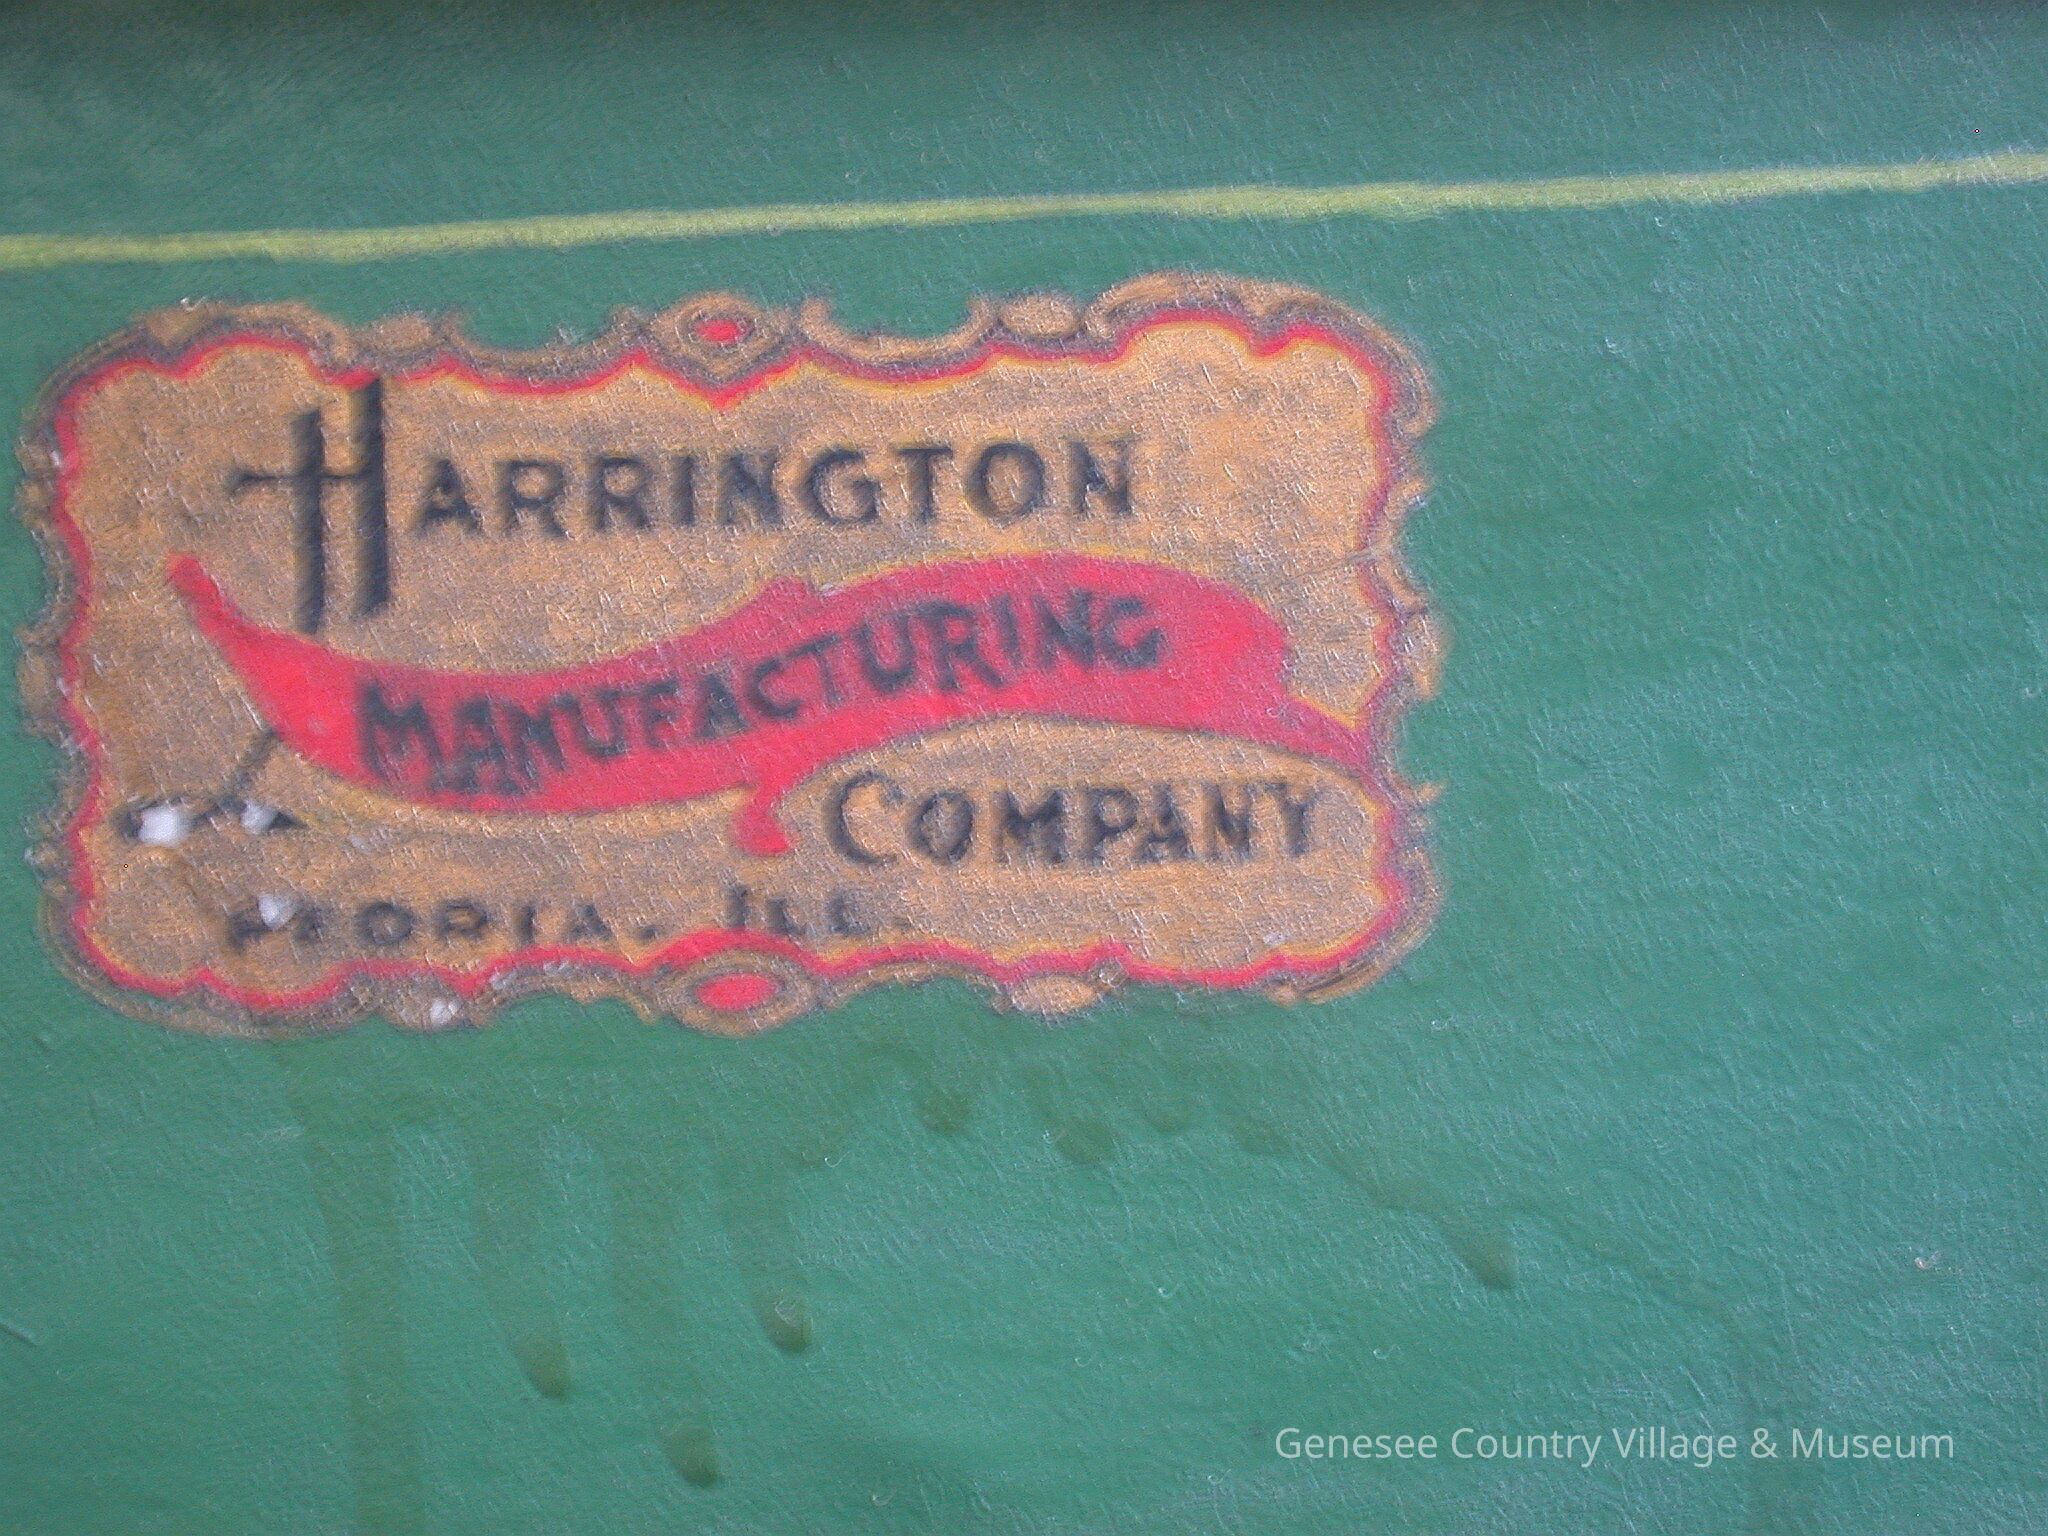 HARRINGTON
MANUFACTURING
COMPANY
PEORIA, ILL.
Genesee Country Village & Museum